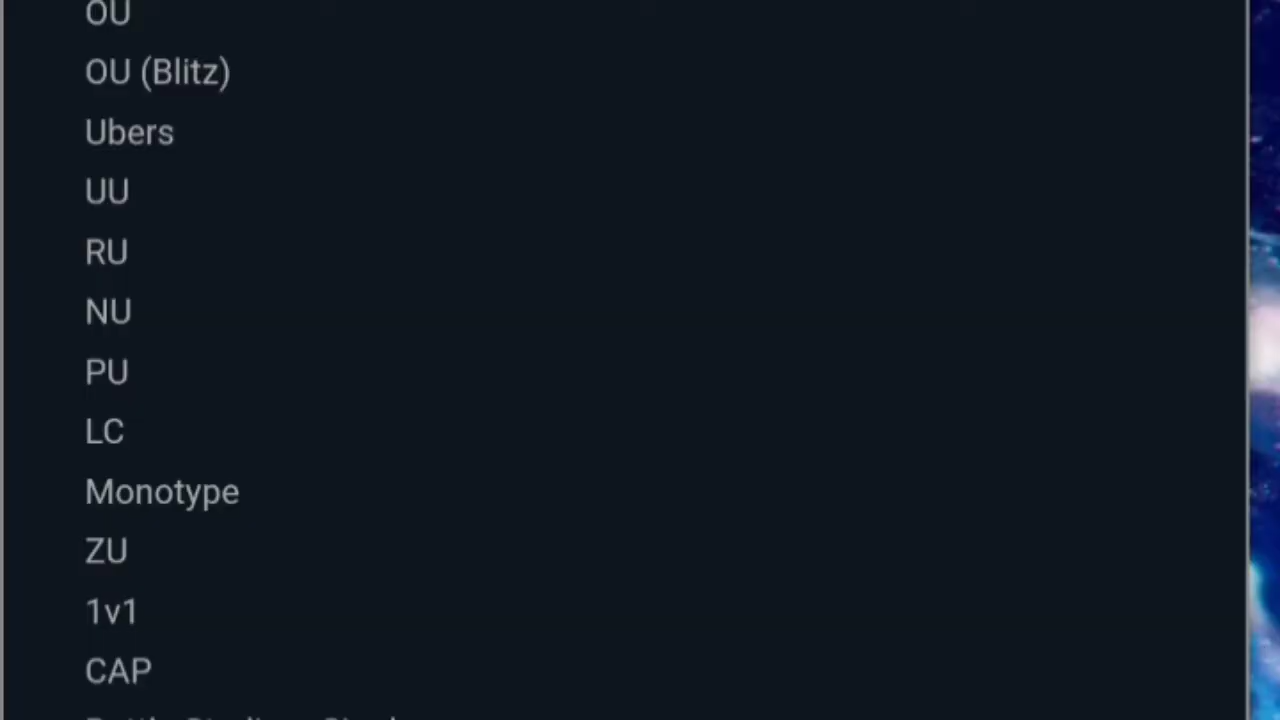 OU
OU (Blitz)
Ubers
UU
RU
NU
PU
LC
Monotype
ZU
1v1
CAP